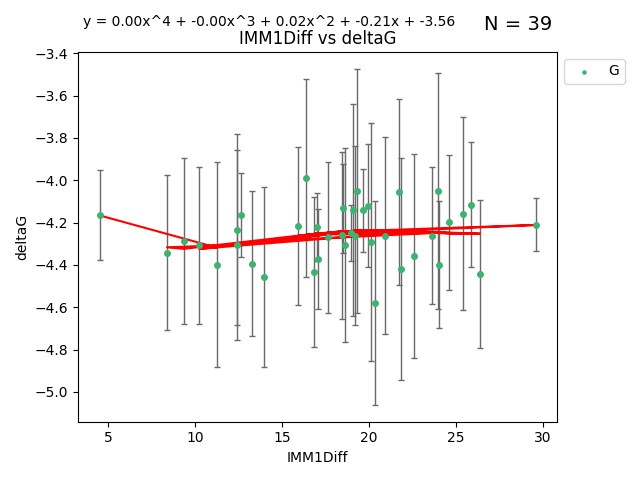 y = 0.00x^4 + -0.00x^3 + 0.02x^2 + -0.21x + -3.56
N = 39
IMM1Diff vs deltaG
G
−3.4
−3.6
−3.8
−4.0
−4.2
−4.4
−4.6
−4.8
−5.0
deltaG
5 10 15 20 25 30
IMM1Diff